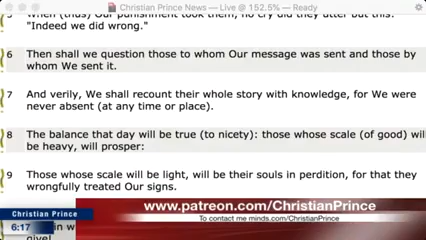 Christian Prince News — Live @ 152.5% — Ready
5 When (thus) Our punishment took them, no cry did they utter but this:
"Indeed we did wrong."
6 Then shall we question those to whom Our message was sent and those by
whom We sent it.
7 And verily, We shall recount their whole story with knowledge, for We were
never absent (at any time or place).
8 The balance that day will be true (to nicety): those whose scale (of good) will
be heavy, will prosper:
9 Those whose scale will be light, will be their souls in perdition, for that they
wrongfully treated Our signs.
www.patreon.com/ChristianPrince
Christian Prince
To contact me minds.com/ChristianPrince
6:17
in w
give!